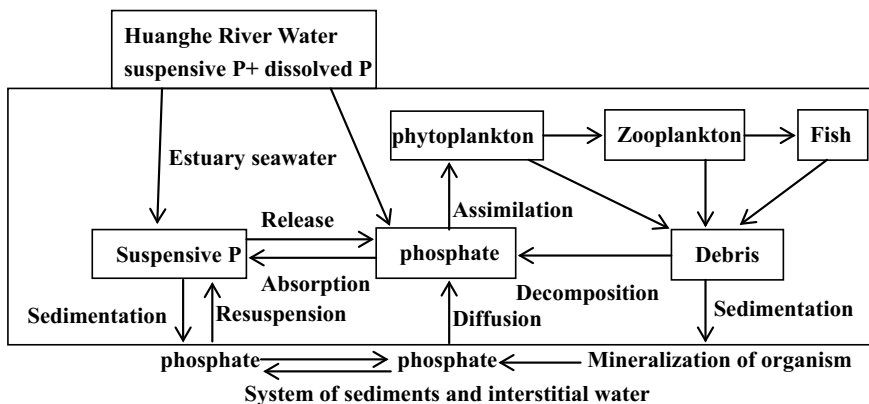 Huanghe River Water
suspensive P+ dissolved P
phytoplankton
Zooplankton
Fish
Estuary seawater
Release
Assimilation
Suspensive P
phosphate
Debris
Absorption
Decomposition
Sedimentation
Resuspension
Diffusion
Sedimentation
phosphate
phosphate
Mineralization of organism
System of sediments and interstitial water